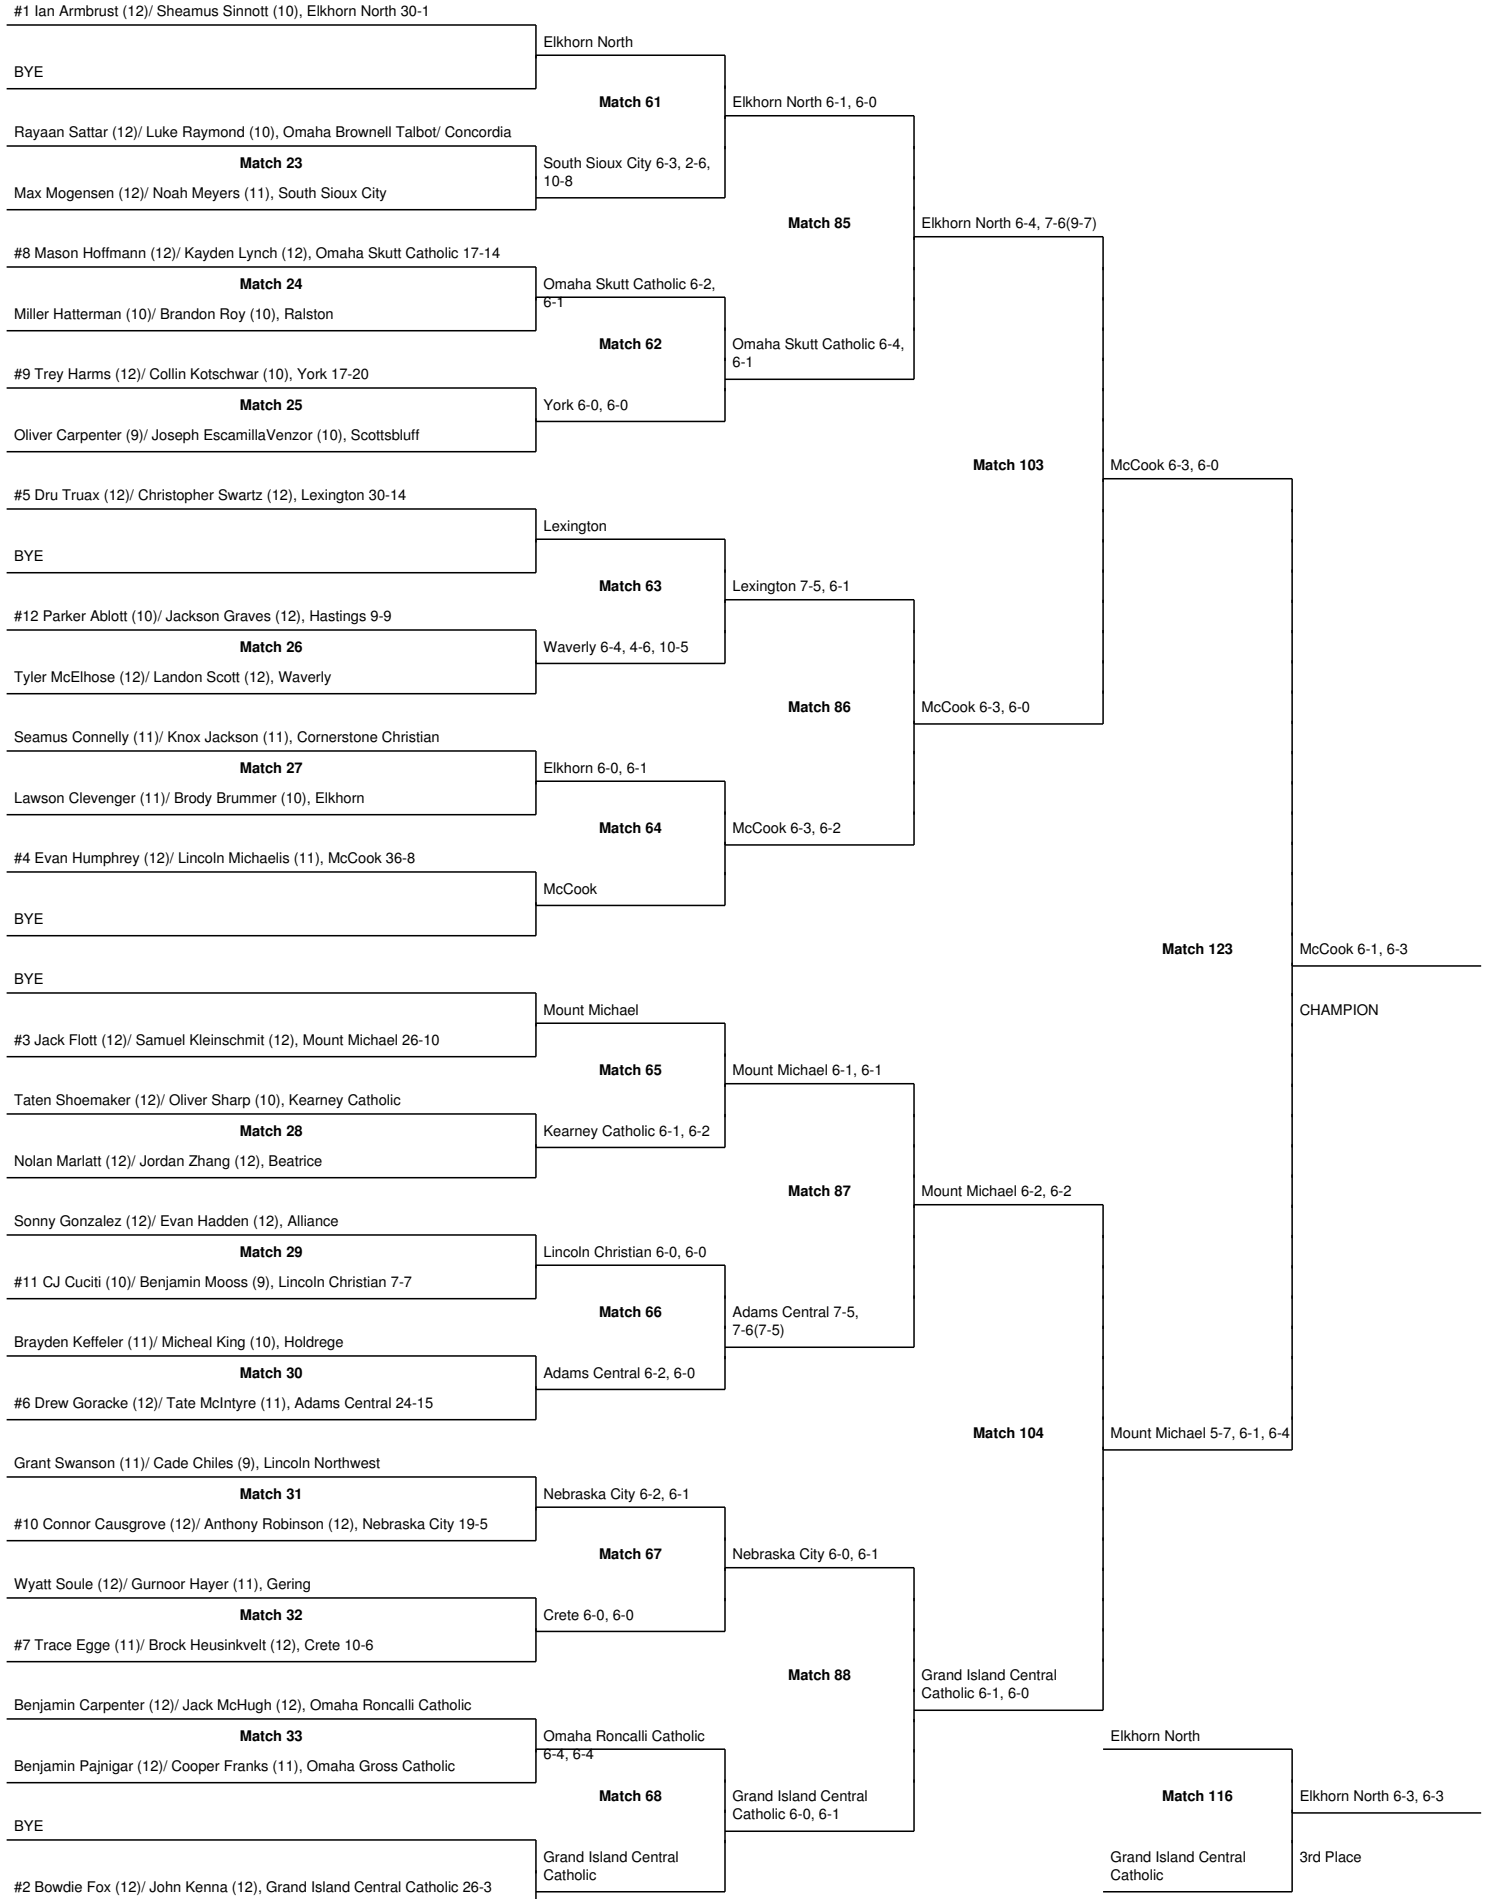 #1 Ian Armbrust (12)/ Sheamus Sinnott (10), Elkhorn North 30-1
Elkhorn North
BYE
Match 61
Elkhorn North 6-1, 6-0
Rayaan Sattar (12)/ Luke Raymond (10), Omaha Brownell Talbot/ Concordia
Match 23
South Sioux City 6-3, 2-6,
10-8
Max Mogensen (12)/ Noah Meyers (11), South Sioux City
Match 85
Elkhorn North 6-4, 7-6(9-7)
#8 Mason Hoffmann (12)/ Kayden Lynch (12), Omaha Skutt Catholic 17-14
Match 24
Omaha Skutt Catholic 6-2,
6-1
Miller Hatterman (10)/ Brandon Roy (10), Ralston
Match 62
Omaha Skutt Catholic 6-4,
6-1
#9 Trey Harms (12)/ Collin Kotschwar (10), York 17-20
Match 25
York 6-0, 6-0
Oliver Carpenter (9)/ Joseph EscamillaVenzor (10), Scottsbluff
Match 103
McCook 6-3, 6-0
#5 Dru Truax (12)/ Christopher Swartz (12), Lexington 30-14
Lexington
BYE
Match 63
Lexington 7-5, 6-1
#12 Parker Ablott (10)/ Jackson Graves (12), Hastings 9-9
Match 26
Waverly 6-4, 4-6, 10-5
Tyler McElhose (12)/ Landon Scott (12), Waverly
Match 86
McCook 6-3, 6-0
Seamus Connelly (11)/ Knox Jackson (11), Cornerstone Christian
Match 27
Elkhorn 6-0, 6-1
Lawson Clevenger (11)/ Brody Brummer (10), Elkhorn
Match 64
McCook 6-3, 6-2
#4 Evan Humphrey (12)/ Lincoln Michaelis (11), McCook 36-8
McCook
BYE
Match 123
McCook 6-1, 6-3
CHAMPION
BYE
Mount Michael
#3 Jack Flott (12)/ Samuel Kleinschmit (12), Mount Michael 26-10
Match 65
Mount Michael 6-1, 6-1
Taten Shoemaker (12)/ Oliver Sharp (10), Kearney Catholic
Match 28
Kearney Catholic 6-1, 6-2
Nolan Marlatt (12)/ Jordan Zhang (12), Beatrice
Match 87
Mount Michael 6-2, 6-2
Sonny Gonzalez (12)/ Evan Hadden (12), Alliance
Match 29
Lincoln Christian 6-0, 6-0
#11 CJ Cuciti (10)/ Benjamin Mooss (9), Lincoln Christian 7-7
Match 66
Adams Central 7-5,
7-6(7-5)
Brayden Keffeler (11)/ Micheal King (10), Holdrege
Match 30
Adams Central 6-2, 6-0
#6 Drew Goracke (12)/ Tate McIntyre (11), Adams Central 24-15
Match 104
Mount Michael 5-7, 6-1, 6-4
Grant Swanson (11)/ Cade Chiles (9), Lincoln Northwest
Match 31
Nebraska City 6-2, 6-1
#10 Connor Causgrove (12)/ Anthony Robinson (12), Nebraska City 19-5
Match 67
Nebraska City 6-0, 6-1
Wyatt Soule (12)/ Gurnoor Hayer (11), Gering
Match 32
Crete 6-0, 6-0
#7 Trace Egge (11)/ Brock Heusinkvelt (12), Crete 10-6
Match 88
Grand Island Central
Catholic 6-1, 6-0
Benjamin Carpenter (12)/ Jack McHugh (12), Omaha Roncalli Catholic
Match 33
Omaha Roncalli Catholic
6-4, 6-4
Benjamin Pajnigar (12)/ Cooper Franks (11), Omaha Gross Catholic
Match 68
Grand Island Central
Catholic 6-0, 6-1
BYE
Grand Island Central
Catholic
#2 Bowdie Fox (12)/ John Kenna (12), Grand Island Central Catholic 26-3
Elkhorn North
Match 116
Elkhorn North 6-3, 6-3
Grand Island Central
Catholic
3rd Place